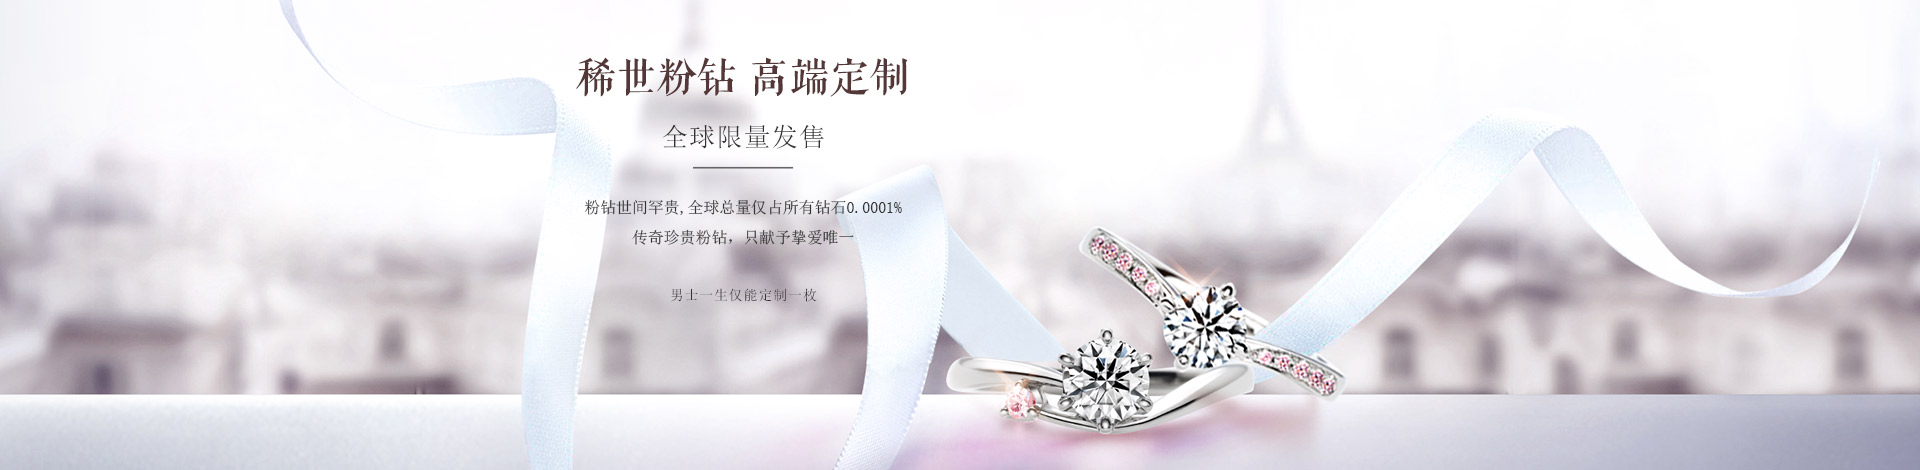 稀世粉钻 高端定制
全球限量发售
粉钻世间罕贵,全球总量仅占所有钻石0.0001%
传奇珍贵粉钻，只献予挚爱唯一
男士一生仅能定制一枚